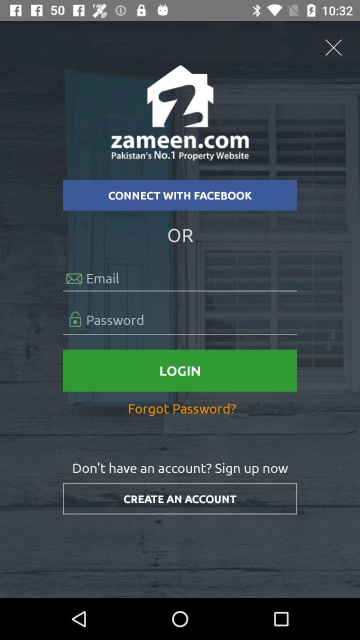 50
10:32
zameen.com
Pakistan's No.1 Property Website
CONNECT WITH FACEBOOK
OR
Email
Password
LOGIN
Forgot Password?
Don't have an account? Sign up now
CREATE AN ACCOUNT